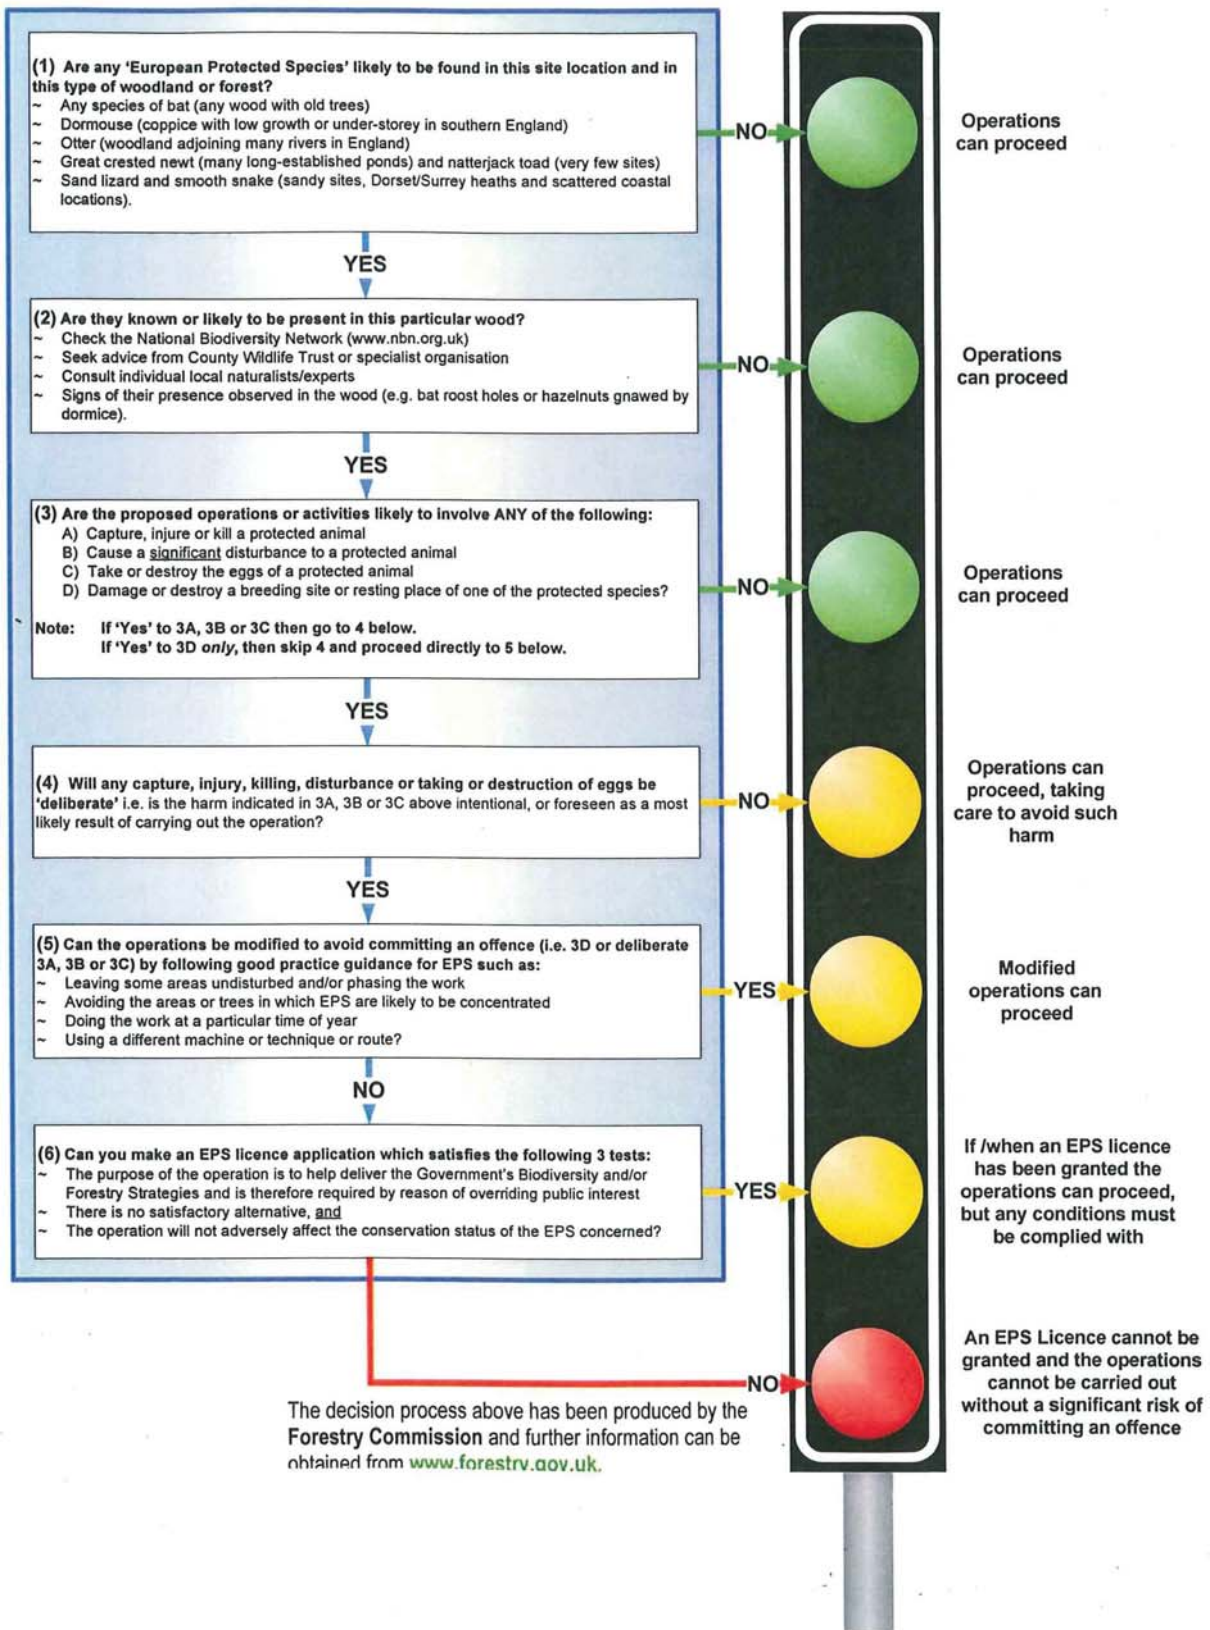 (1) Are any 'European Protected Species' likely to be found in this site location and in
this type of woodland or forest?
~ Any species of bat (any wood with old trees)
~ Dormouse (coppice with low growth or under-storey in southern England)
~ Otter (woodland adjoining many rivers in England)
~ Great crested newt (many long-established ponds) and natterjack toad (very few sites)
~ Sand lizard and smooth snake (sandy sites, Dorset/Surrey heaths and scattered coastal
locations).
NO
Operations
can proceed
YES
(2) Are they known or likely to be present in this particular wood?
~ Check the National Biodiversity Network (www.nbn.org.uk)
~ Seek advice from County Wildlife Trust or specialist organisation
~ Consult individual local naturalists/experts
~ Signs of their presence observed in the wood (e.g. bat roost holes or hazelnuts gnawed by
dormice).
NO
Operations
can proceed
YES
(3) Are the proposed operations or activities likely to involve ANY of the following:
A) Capture, injure or kill a protected animal
B) Cause a significant disturbance to a protected animal
C) Take or destroy the eggs of a protected animal
D) Damage or destroy a breeding site or resting place of one of the protected species?
Note: If 'Yes' to 3A, 3B or 3C then go to 4 below.
If 'Yes' to 3D only, then skip 4 and proceed directly to 5 below.
NO
Operations
can proceed
YES
(4) Will any capture, injury, killing, disturbance or taking or destruction of eggs be
'deliberate' i.e. is the harm indicated in 3A, 3B or 3C above intentional, or foreseen as a most
likely result of carrying out the operation?
NO
Operations can
proceed, taking
care to avoid such
harm
YES
(5) Can the operations be modified to avoid committing an offence (i.e. 3D or deliberate
3A, 3B or 3C) by following good practice guidance for EPS such as:
~ Leaving some areas undisturbed and/or phasing the work
~ Avoiding the areas or trees in which EPS are likely to be concentrated
~ Doing the work at a particular time of year
~ Using a different machine or technique or route?
YES
Modified
operations can
proceed
NO
(6) Can you make an EPS licence application which satisfies the following 3 tests:
~ The purpose of the operation is to help deliver the Government's Biodiversity and/or
Forestry Strategies and is therefore required by reason of overriding public interest
~ There is no satisfactory alternative, and
~ The operation will not adversely affect the conservation status of the EPS concerned?
YES
If /when an EPS licence
has been granted the
operations can proceed,
but any conditions must
be complied with
NO
An EPS Licence cannot be
granted and the operations
cannot be carried out
without a significant risk of
committing an offence
The decision process above has been produced by the
Forestry Commission and further information can be
obtained from www.forestry.gov.uk.